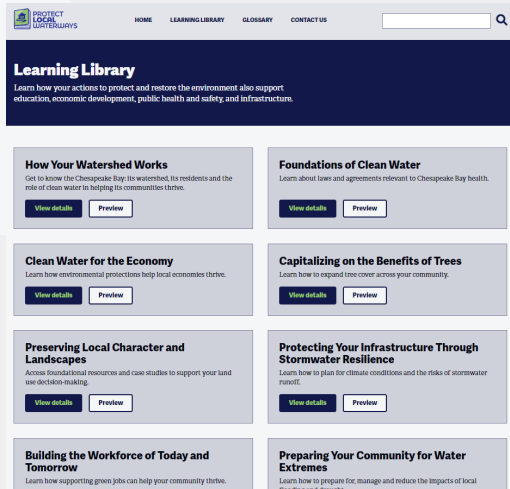 PROTECT
LOCAL
WATERWAYS
HOME LEARNING LIBRARY GLOSSARY CONTACT US
Learning Library
Learn how your actions to protect and restore the environment also support
education, economic development, public health and safety, and infrastructure.
How Your Watershed Works
Get to know the Chesapeake Bay: its watershed, its residents and the
role of clean water in helping its communities thrive.
View details Preview
Foundations of Clean Water
Learn about laws and agreements relevant to Chesapeake Bay health.
View details Preview
Clean Water for the Economy
Learn how environmental protections help local economies thrive.
View details Preview
Capitalizing on the Benefits of Trees
Learn how to expand tree cover across your community.
View details Preview
Preserving Local Character and
Landscapes
Access foundational resources and case studies to support your land
use decision-making.
View details Preview
Protecting Your Infrastructure Through
Stormwater Resilience
Learn how to plan for climate conditions and the risks of stormwater
runoff.
View details Preview
Building the Workforce of Today and
Tomorrow
Learn how supporting green jobs can help your community thrive.
Preparing Your Community for Water
Extremes
Learn how to prepare for, manage and reduce the impacts of local